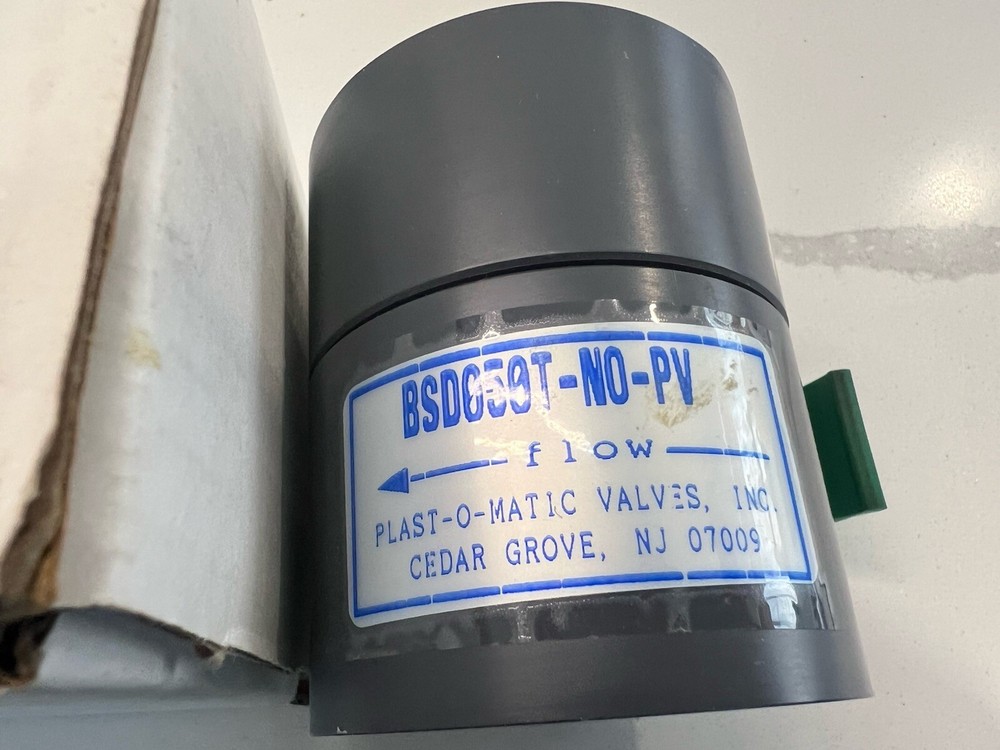 BSD050T-NO-PV
flow
PLAST-O-MATIC VALVES, INC.
CEDAR GROVE, NJ 07009